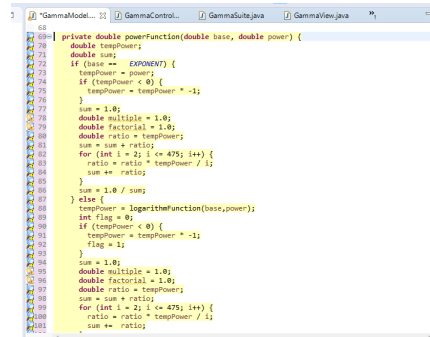 *GammaModel.... GammaControl... GammaSuite.java GammaView.java »1
68
69 private double powerFunction(double base, double power) {
70 double tempPower;
71 double sum;
72 if (base == EXPONENT) {
73 tempPower = power;
74 if (tempPower < 0) {
75 tempPower = tempPower * -1;
76 }
77 sum = 1.0;
78 double multiple = 1.0;
79 double factorial = 1.0;
80 double ratio = tempPower;
81 sum = sum + ratio;
82 for (int i = 2; i <= 475; i++) {
83 ratio = ratio * tempPower / i;
84 sum += ratio;
85 }
86 sum = 1.0 / sum;
87 } else {
88 tempPower = logarithmFunction(base,power);
89 int flag = 0;
90 if (tempPower < 0) {
91 tempPower = tempPower * -1;
92 flag = 1;
93 }
94 sum = 1.0;
95 double multiple = 1.0;
96 double factorial = 1.0;
97 double ratio = tempPower;
98 sum = sum + ratio;
99 for (int i = 2; i <= 475; i++) {
100 ratio = ratio * tempPower / i;
101 sum += ratio;